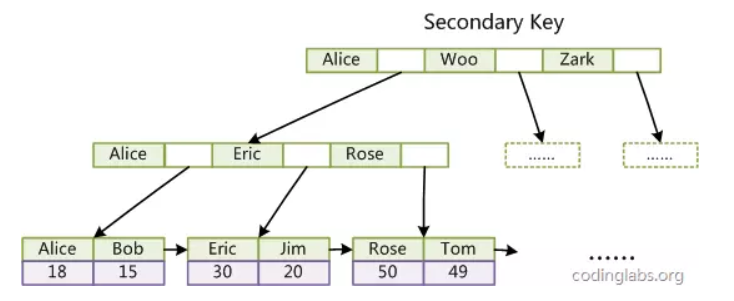 Secondary Key
Alice Woo Zark
Alice Eric Rose ...... ......
Alice Bob Eric Jim Rose Tom
18 15 30 20 50 49 ......
codinglabs.org